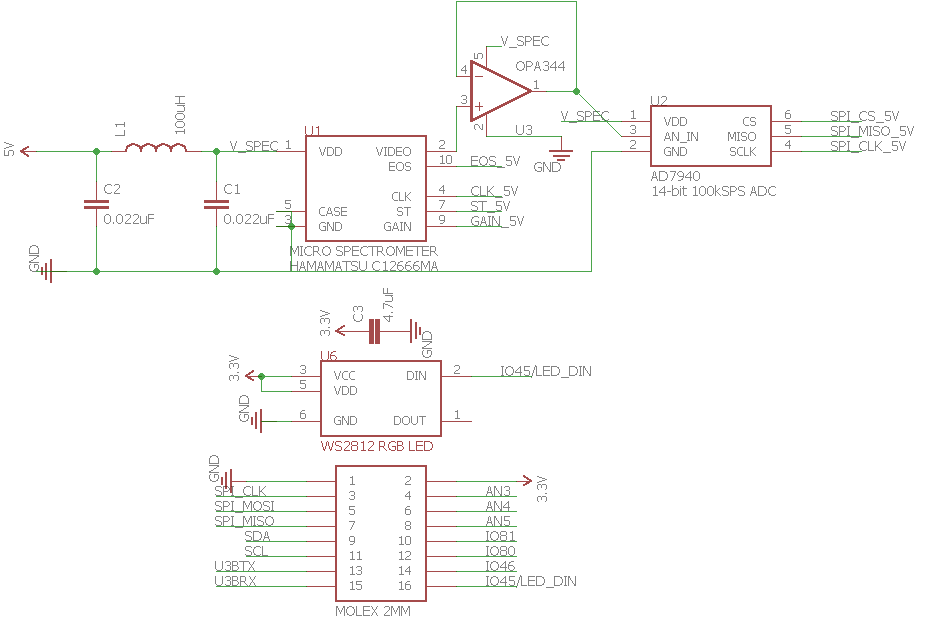 V_SPEC
5
4
OPA344
1
3
2
U3
GND
L1
100uH
5V
V_SPEC 1
U1
VDD
VIDEO
2
EOS
10
EOS_5V
CLK
4
CLK_5V
5
CASE
ST
7
ST_5V
3
GND
GAIN
9
GAIN_5V
MICRO SPECTROMETER
HAMAMATSU C12666MA
C2
0.022uF
C1
0.022uF
GND
U2
V_SPEC
1
VDD
CS
6
SPI_CS_5V
3
AN_IN
MISO
5
SPI_MISO_5V
2
GND
SCLK
4
SPI_CLK_5V
AD7940
14-bit 100kSPS ADC
3.3V
C3
4.7uF
GND
U6
3.3V
3
VCC
DIN
2
IO45/LED_DIN
5
VDD
GND
6
GND
DOUT
1
WS2812 RGB LED
GND
1
2
3.3V
SPI_CLK
3
4
AN3
SPI_MOSI
5
6
AN4
SPI_MISO
7
8
AN5
SDA
9
10
IO81
SCL
11
12
IO80
U3BTX
13
14
IO46
U3BRX
15
16
IO45/LED_DIN
MOLEX 2MM